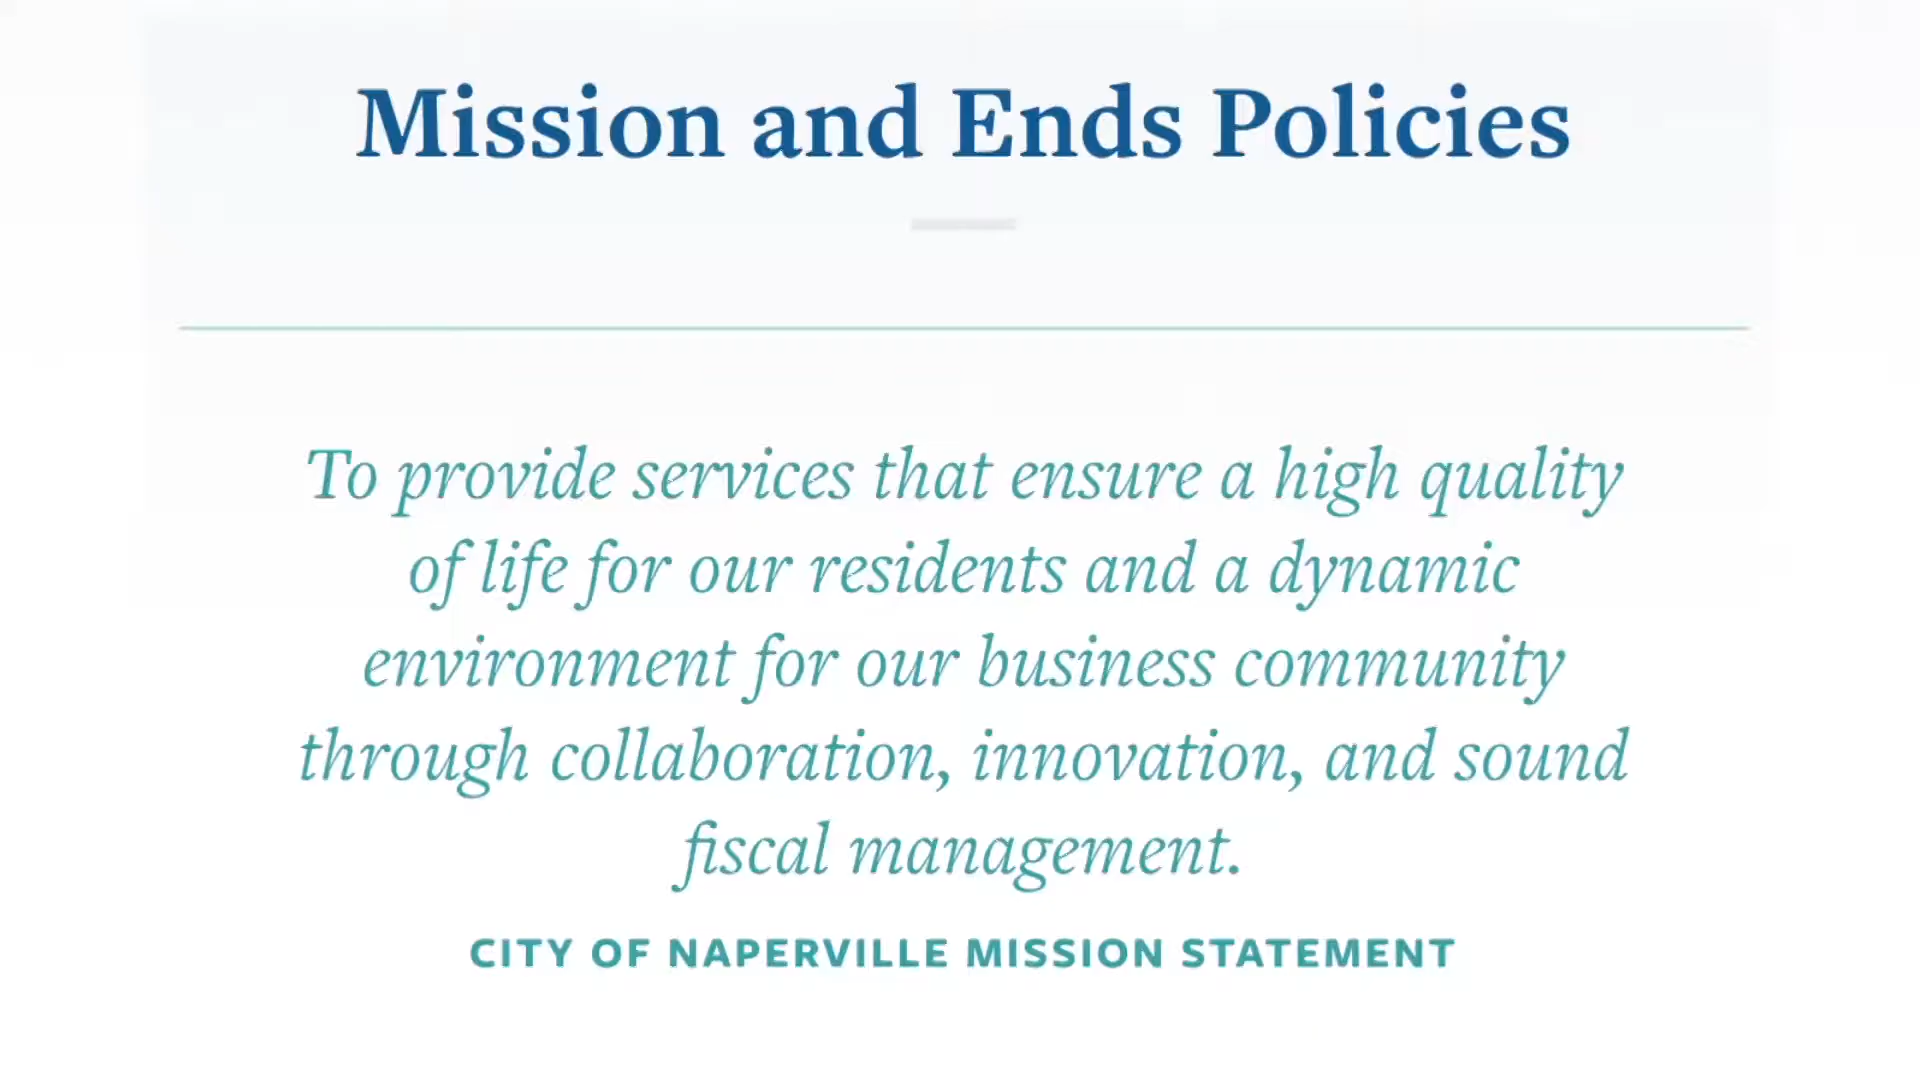 Mission and Ends Policies
To provide services that ensure a high quality
of life for our residents and a dynamic
environment for our business community
through collaboration, innovation, and sound
fiscal management.
CITY OF NAPERVILLE MISSION STATEMENT